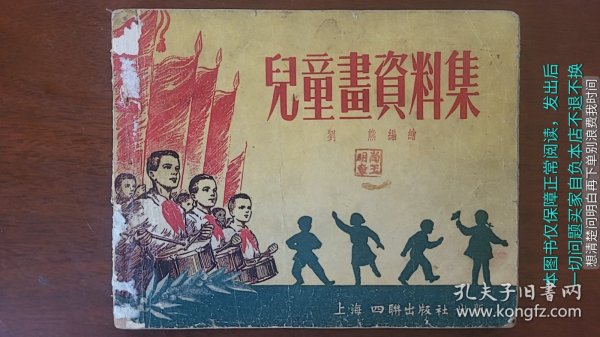 兒童畫資料集
劉熊編繪
上海四聯出版社
孔夫子旧书网
www.kongfz.com
本图书仅保障正常阅读，发出后
一切问题买家自负本店不退不换
想清楚问明白再下单别浪费我时间